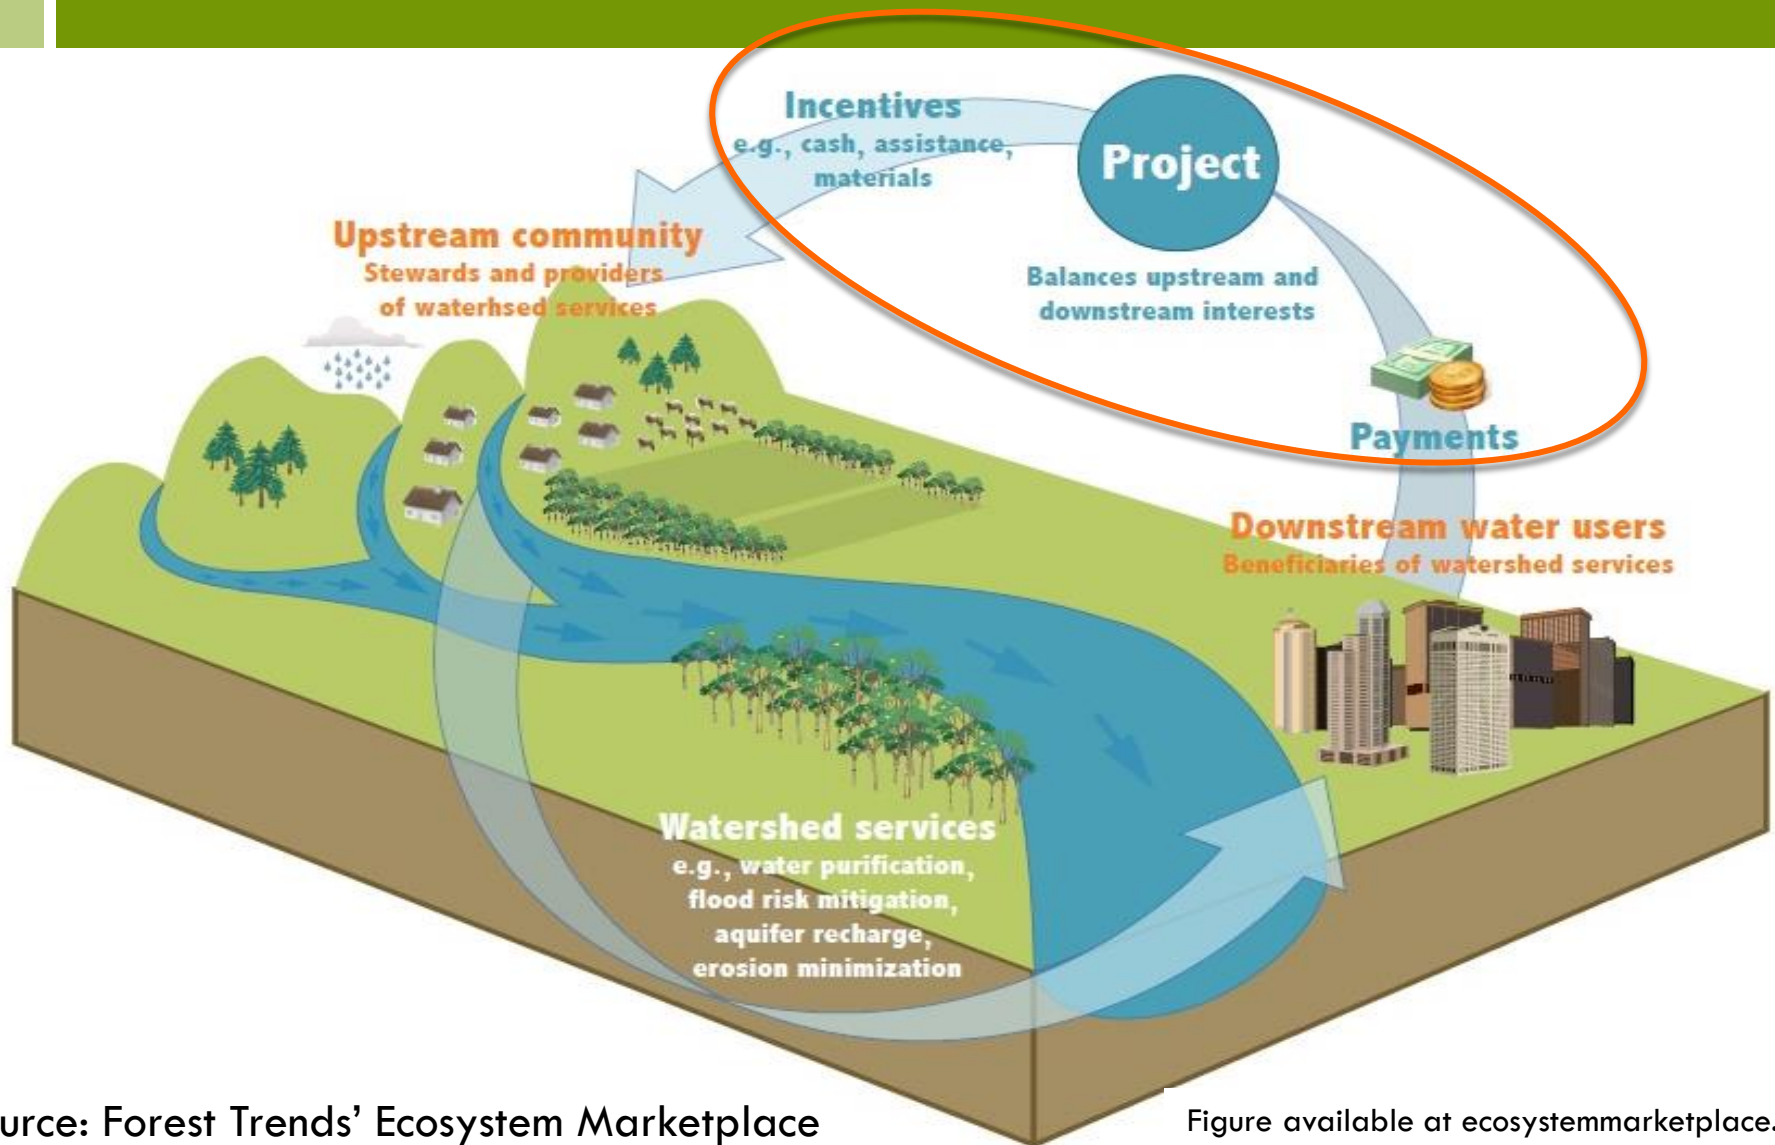 Incentives
e.g., cash, assistance,
materials
Project
Balances upstream and
downstream interests
Upstream community
Stewards and providers
of waterhsed services
Payments
Downstream water users
Beneficiaries of watershed services
Watershed services
e.g., water purification,
flood risk mitigation,
aquifer recharge,
erosion minimization
urce: Forest Trends’ Ecosystem Marketplace
Figure available at ecosystemmarketplace.